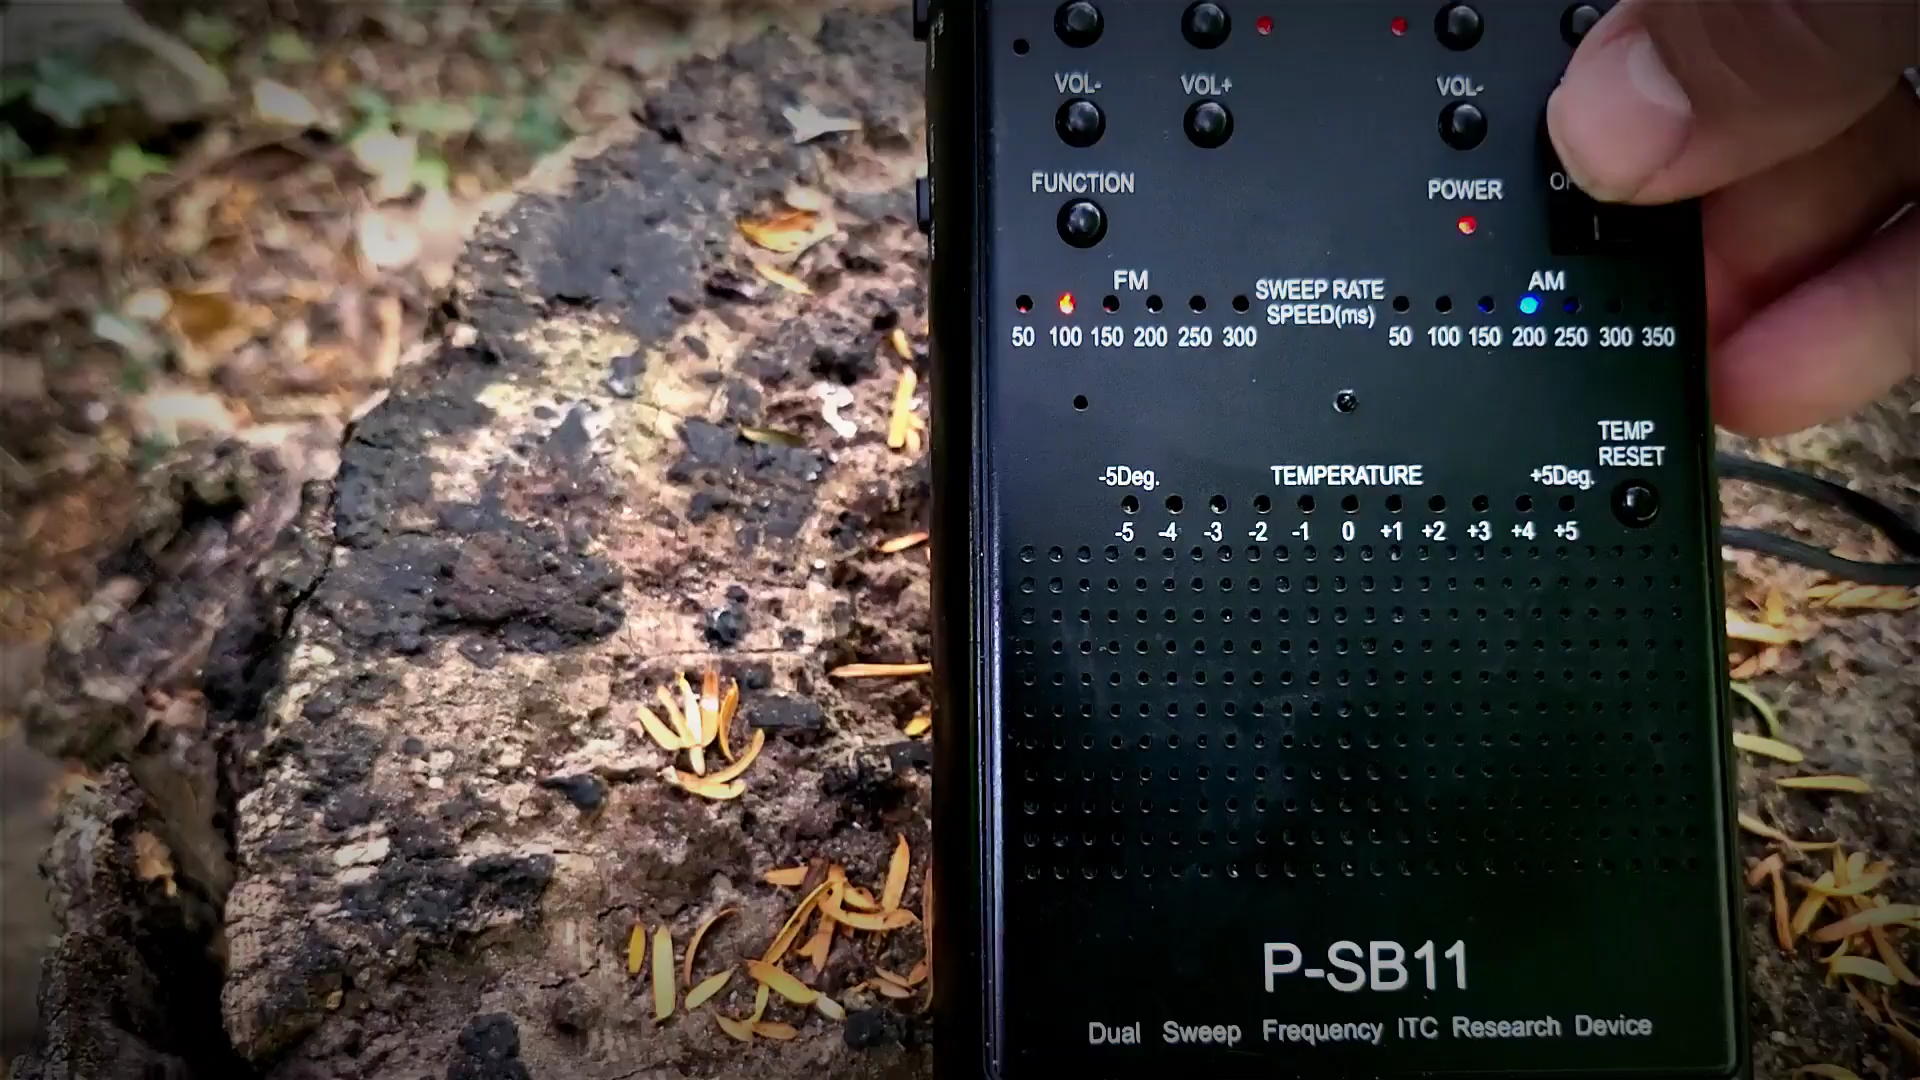 VOL- VOL+ VOL-
FUNCTION POWER
FM SWEEP RATE AM
SPEED(ms)
50 100 150 200 250 300 50 100 150 200 250 300 350
TEMP
RESET
-5Deg. TEMPERATURE +5Deg.
-5 -4 -3 -2 -1 0 +1 +2 +3 +4 +5
P-SB11
Dual Sweep Frequency ITC Research Device